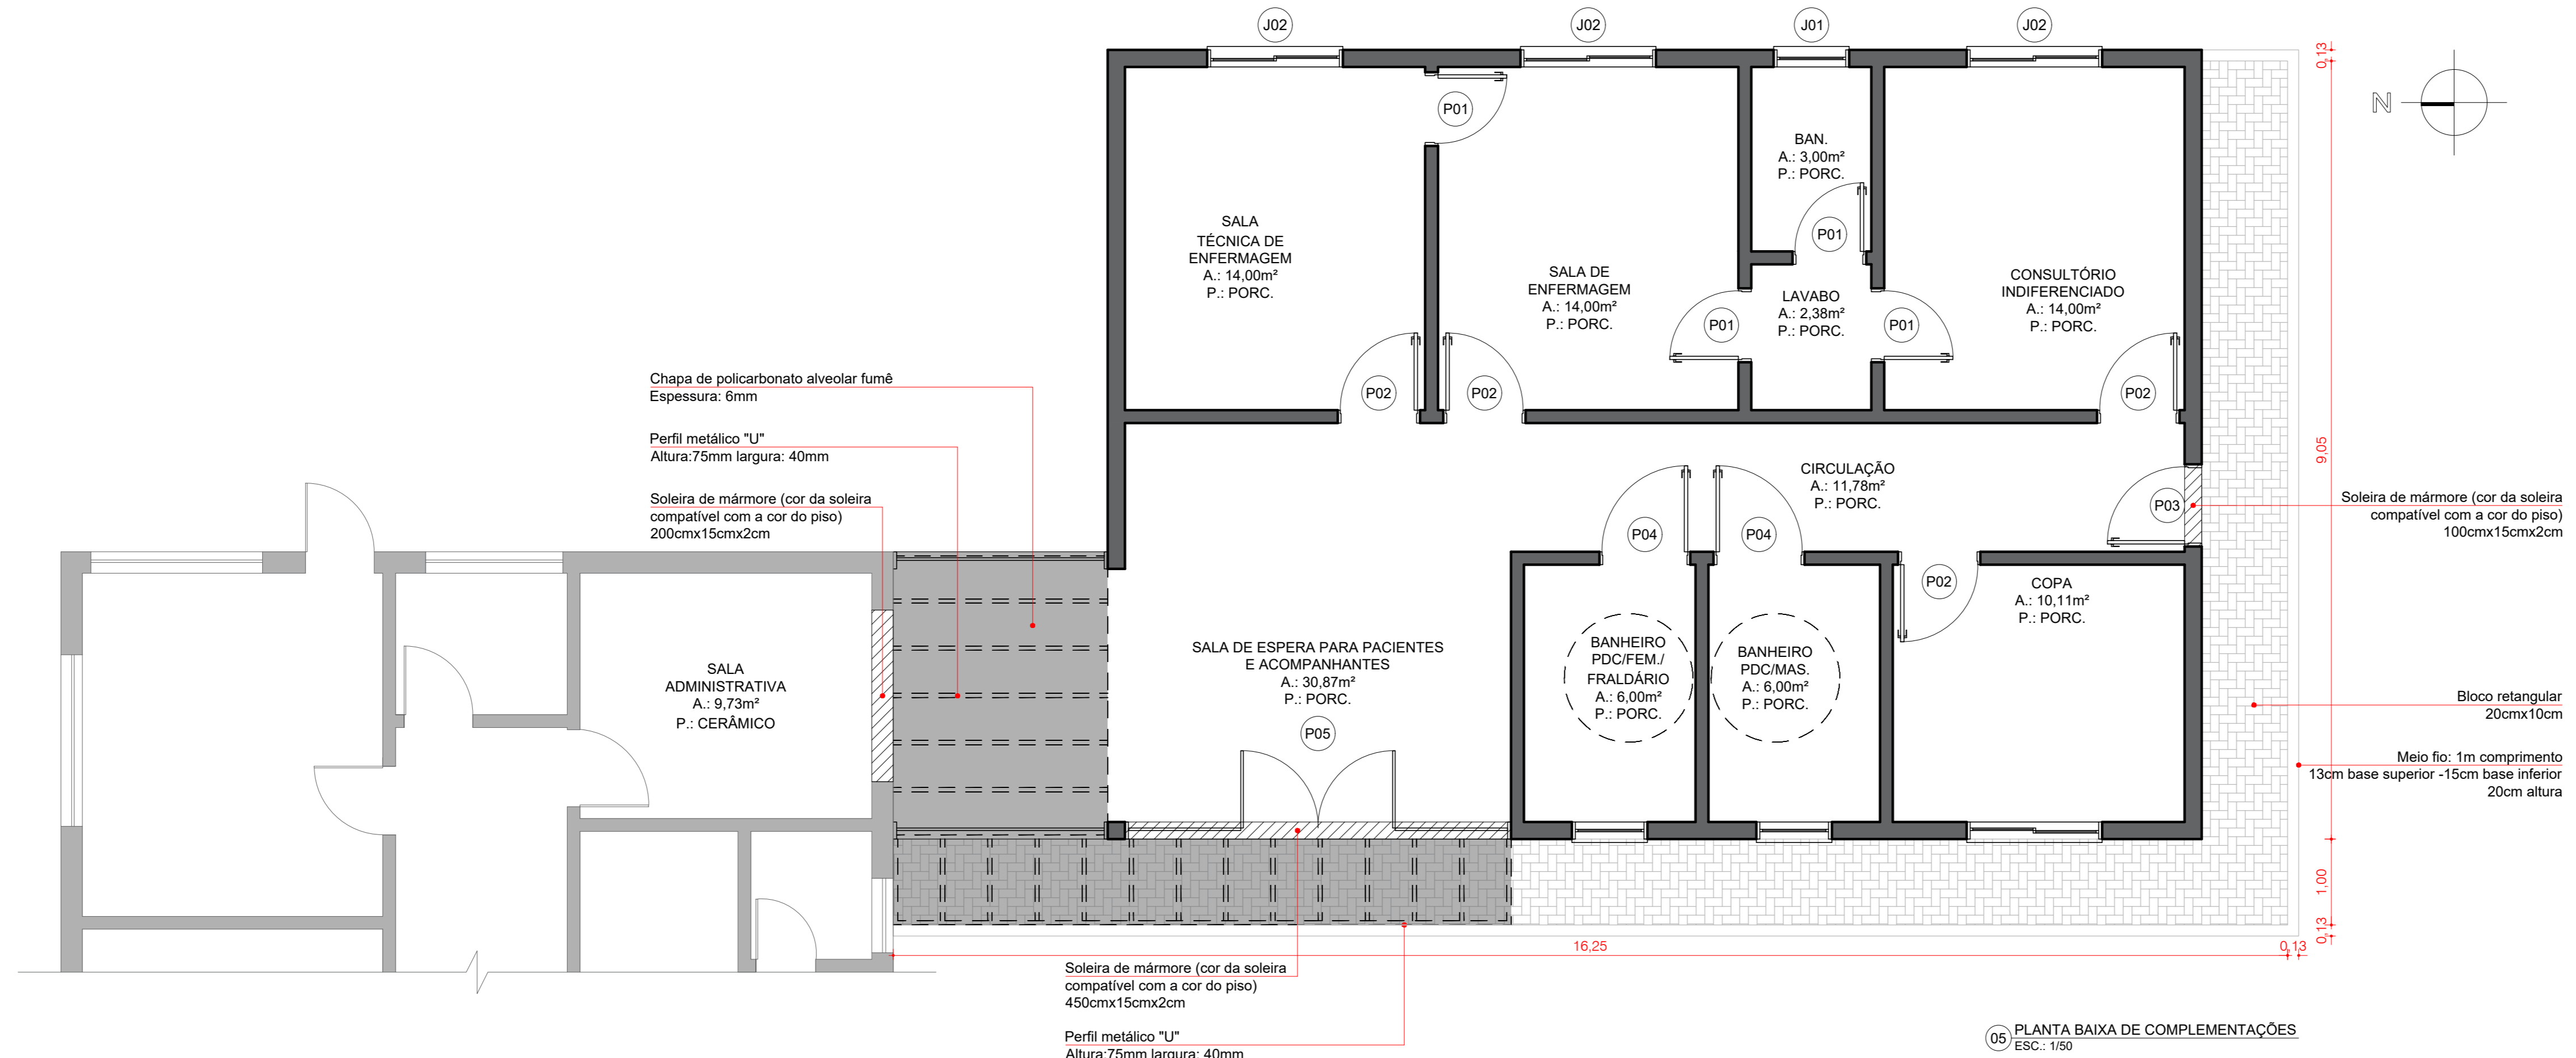 J02
J02
J01
J02
0,13
N
P01
BAN.
A.: 3,00m²
P.: PORC.
SALA
TÉCNICA DE
ENFERMAGEM
A.: 14,00m²
P.: PORC.
P01
SALA DE
ENFERMAGEM
A.: 14,00m²
P.: PORC.
LAVABO
A.: 2,38m²
P.: PORC.
CONSULTÓRIO
INDIFERENCIADO
A.: 14,00m²
P.: PORC.
P01
P01
P02
P02
P02
Chapa de policarbonato alveolar fumê
Espessura: 6mm
Perfil metálico "U"
Altura:75mm largura: 40mm
Soleira de mármore (cor da soleira
compatível com a cor do piso)
200cmx15cmx2cm
9,05
CIRCULAÇÃO
A.: 11,78m²
P.: PORC.
P03
Soleira de mármore (cor da soleira
compatível com a cor do piso)
100cmx15cmx2cm
P04
P04
P02
COPA
A.: 10,11m²
P.: PORC.
SALA
ADMINISTRATIVA
A.: 9,73m²
P.: CERÂMICO
SALA DE ESPERA PARA PACIENTES
E ACOMPANHANTES
A.: 30,87m²
P.: PORC.
P05
BANHEIRO
PDC/FEM./
FRALDÁRIO
A.: 6,00m²
P.: PORC.
BANHEIRO
PDC/MAS.
A.: 6,00m²
P.: PORC.
Bloco retangular
20cmx10cm
Meio fio: 1m comprimento
13cm base superior -15cm base inferior
20cm altura
1,00
0,13
16,25
0,13
Soleira de mármore (cor da soleira
compatível com a cor do piso)
450cmx15cmx2cm
Perfil metálico "U"
Altura:75mm largura: 40mm
05 PLANTA BAIXA DE COMPLEMENTAÇÕES
ESC.: 1/50